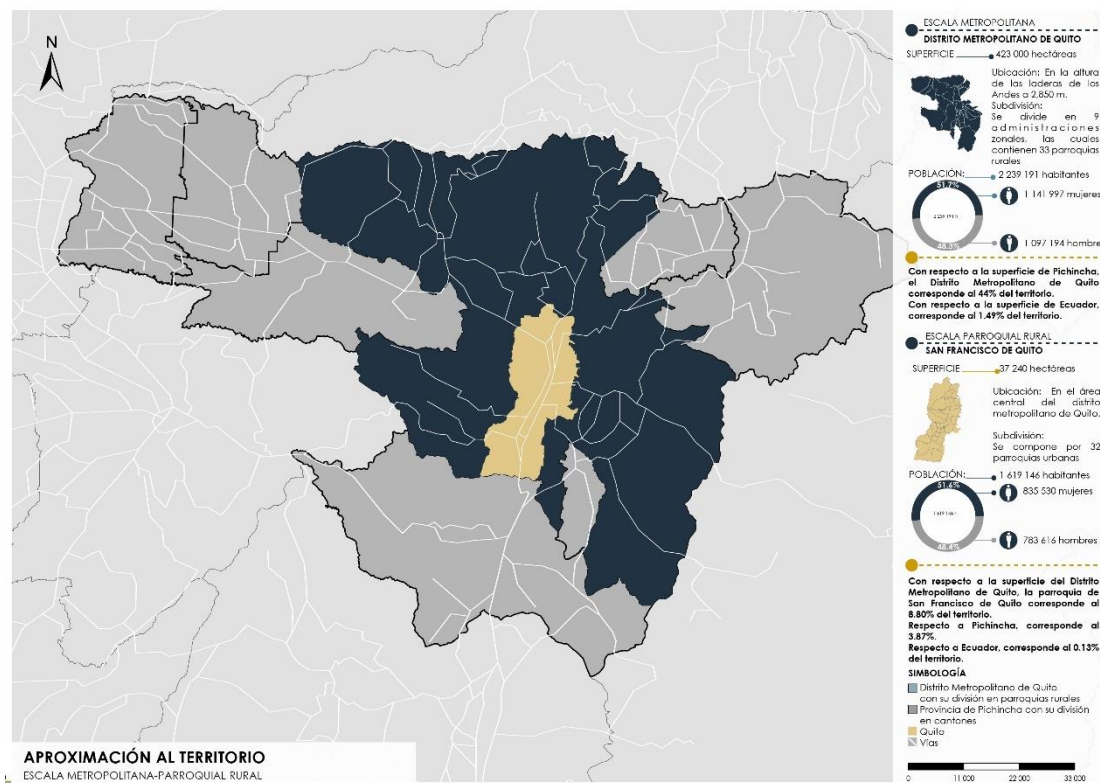 N
ESCALA METROPOLITANA
DISTRITO METROPOLITANO DE QUITO
SUPERFICIE 423 000 hectáreas
Ubicación: En la altura
de las laderas de los
Andes a 2.850 m.
Subdivisión:
Se divide en 9
administraciones
zonales, las cuales
contienen 33 parroquias
rurales
POBLACIÓN: 2 239 191 habitantes
51.7%
1 141 997 mujeres
48.3%
1 097 194 hombre
Con respecto a la superficie de Pichincha,
el Distrito Metropolitano de Quito
corresponde al 44% del territorio.
Con respecto a la superficie de Ecuador,
corresponde al 1.49% del territorio.
ESCALA PARROQUIAL RURAL
SAN FRANCISCO DE QUITO
SUPERFICIE 37 240 hectáreas
Ubicación: En el área
central del distrito
metropolitano de Quito.
Subdivisión:
Se compone por 32
parroquias urbanas
POBLACIÓN: 1 619 146 habitantes
51.6%
835 530 mujeres
48.4%
783 616 hombres
Con respecto a la superficie del Distrito
Metropolitano de Quito, la parroquia de
San Francisco de Quito corresponde al
8.80% del territorio.
Respecto a Pichincha, corresponde al
3.87%.
Respecto a Ecuador, corresponde al 0.13%
del territorio.
SIMBOLOGÍA
Distrito Metropolitano de Quito
con su división en parroquias rurales
Provincia de Pichincha con su división
en cantones
Quito
Vías
0 11 000 22 000 33 000
APROXIMACIÓN AL TERRITORIO
ESCALA METROPOLITANA-PARROQUIAL RURAL